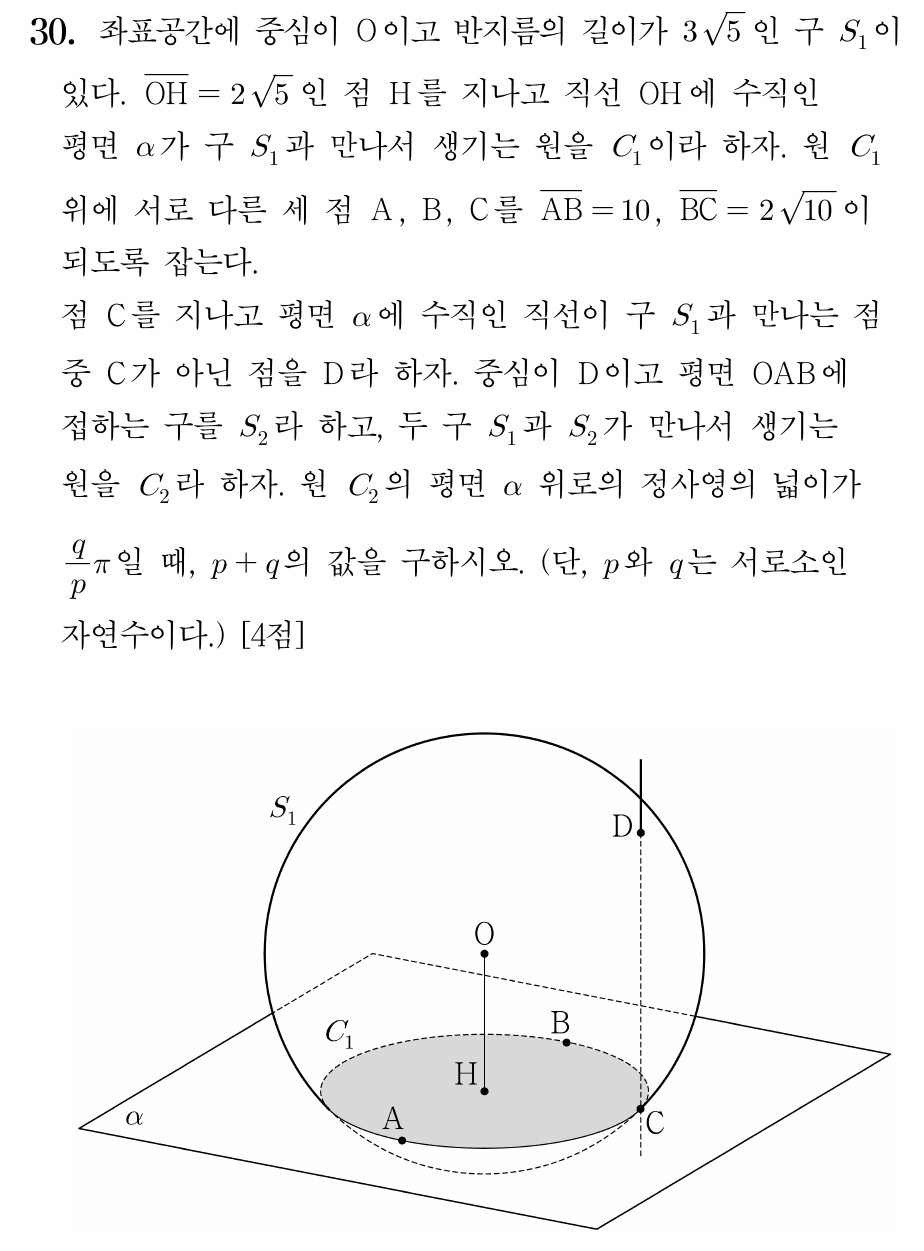 30. 좌표공간에 중심이 O이고 반지름의 길이가 3√5 인 구 S₁이
있다. O̅H̅ = 2√5 인 점 H를 지나고 직선 OH에 수직인
평면 α가 구 S₁과 만나서 생기는 원을 C₁이라 하자. 원 C₁
위에 서로 다른 세 점 A, B, C를 A̅B̅ = 10, B̅C̅ = 2√10 이
되도록 잡는다.
점 C를 지나고 평면 α에 수직인 직선이 구 S₁과 만나는 점
중 C가 아닌 점을 D라 하자. 중심이 D이고 평면 OAB에
접하는 구를 S₂라 하고, 두 구 S₁과 S₂가 만나서 생기는
원을 C₂라 하자. 원 C₂의 평면 α 위로의 정사영의 넓이가
q/p π일 때, p + q의 값을 구하시오. (단, p와 q는 서로소인
자연수이다.) [4점]
S₁
D
O
C₁
B
H
A
C
α